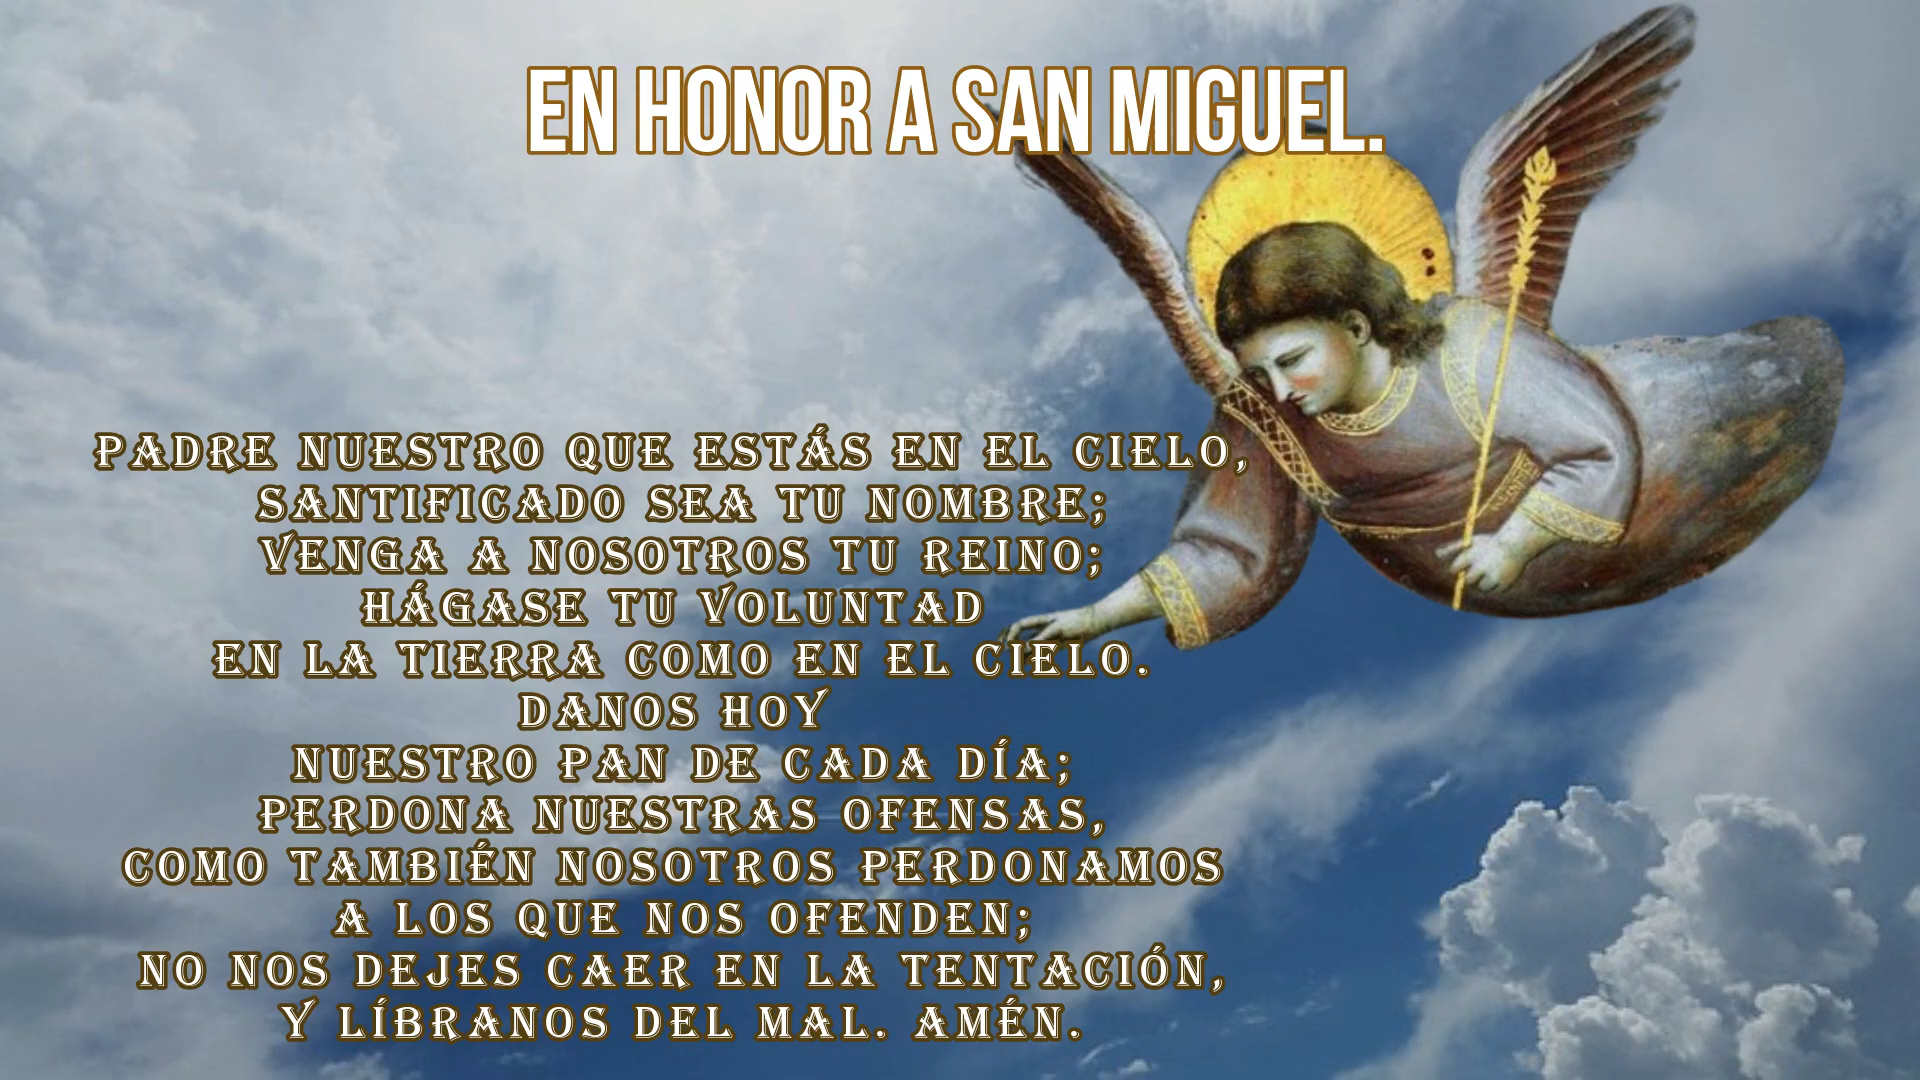 EN HONOR A SAN MIGUEL.
PADRE NUESTRO QUE ESTÁS EN EL CIELO,
SANTIFICADO SEA TU NOMBRE;
VENGA A NOSOTROS TU REINO;
HÁGASE TU VOLUNTAD
EN LA TIERRA COMO EN EL CIELO.
DANOS HOY
NUESTRO PAN DE CADA DÍA;
PERDONA NUESTRAS OFENSAS,
COMO TAMBIÉN NOSOTROS PERDONAMOS
A LOS QUE NOS OFENDEN;
NO NOS DEJES CAER EN LA TENTACIÓN,
Y LÍBRANOS DEL MAL. AMÉN.